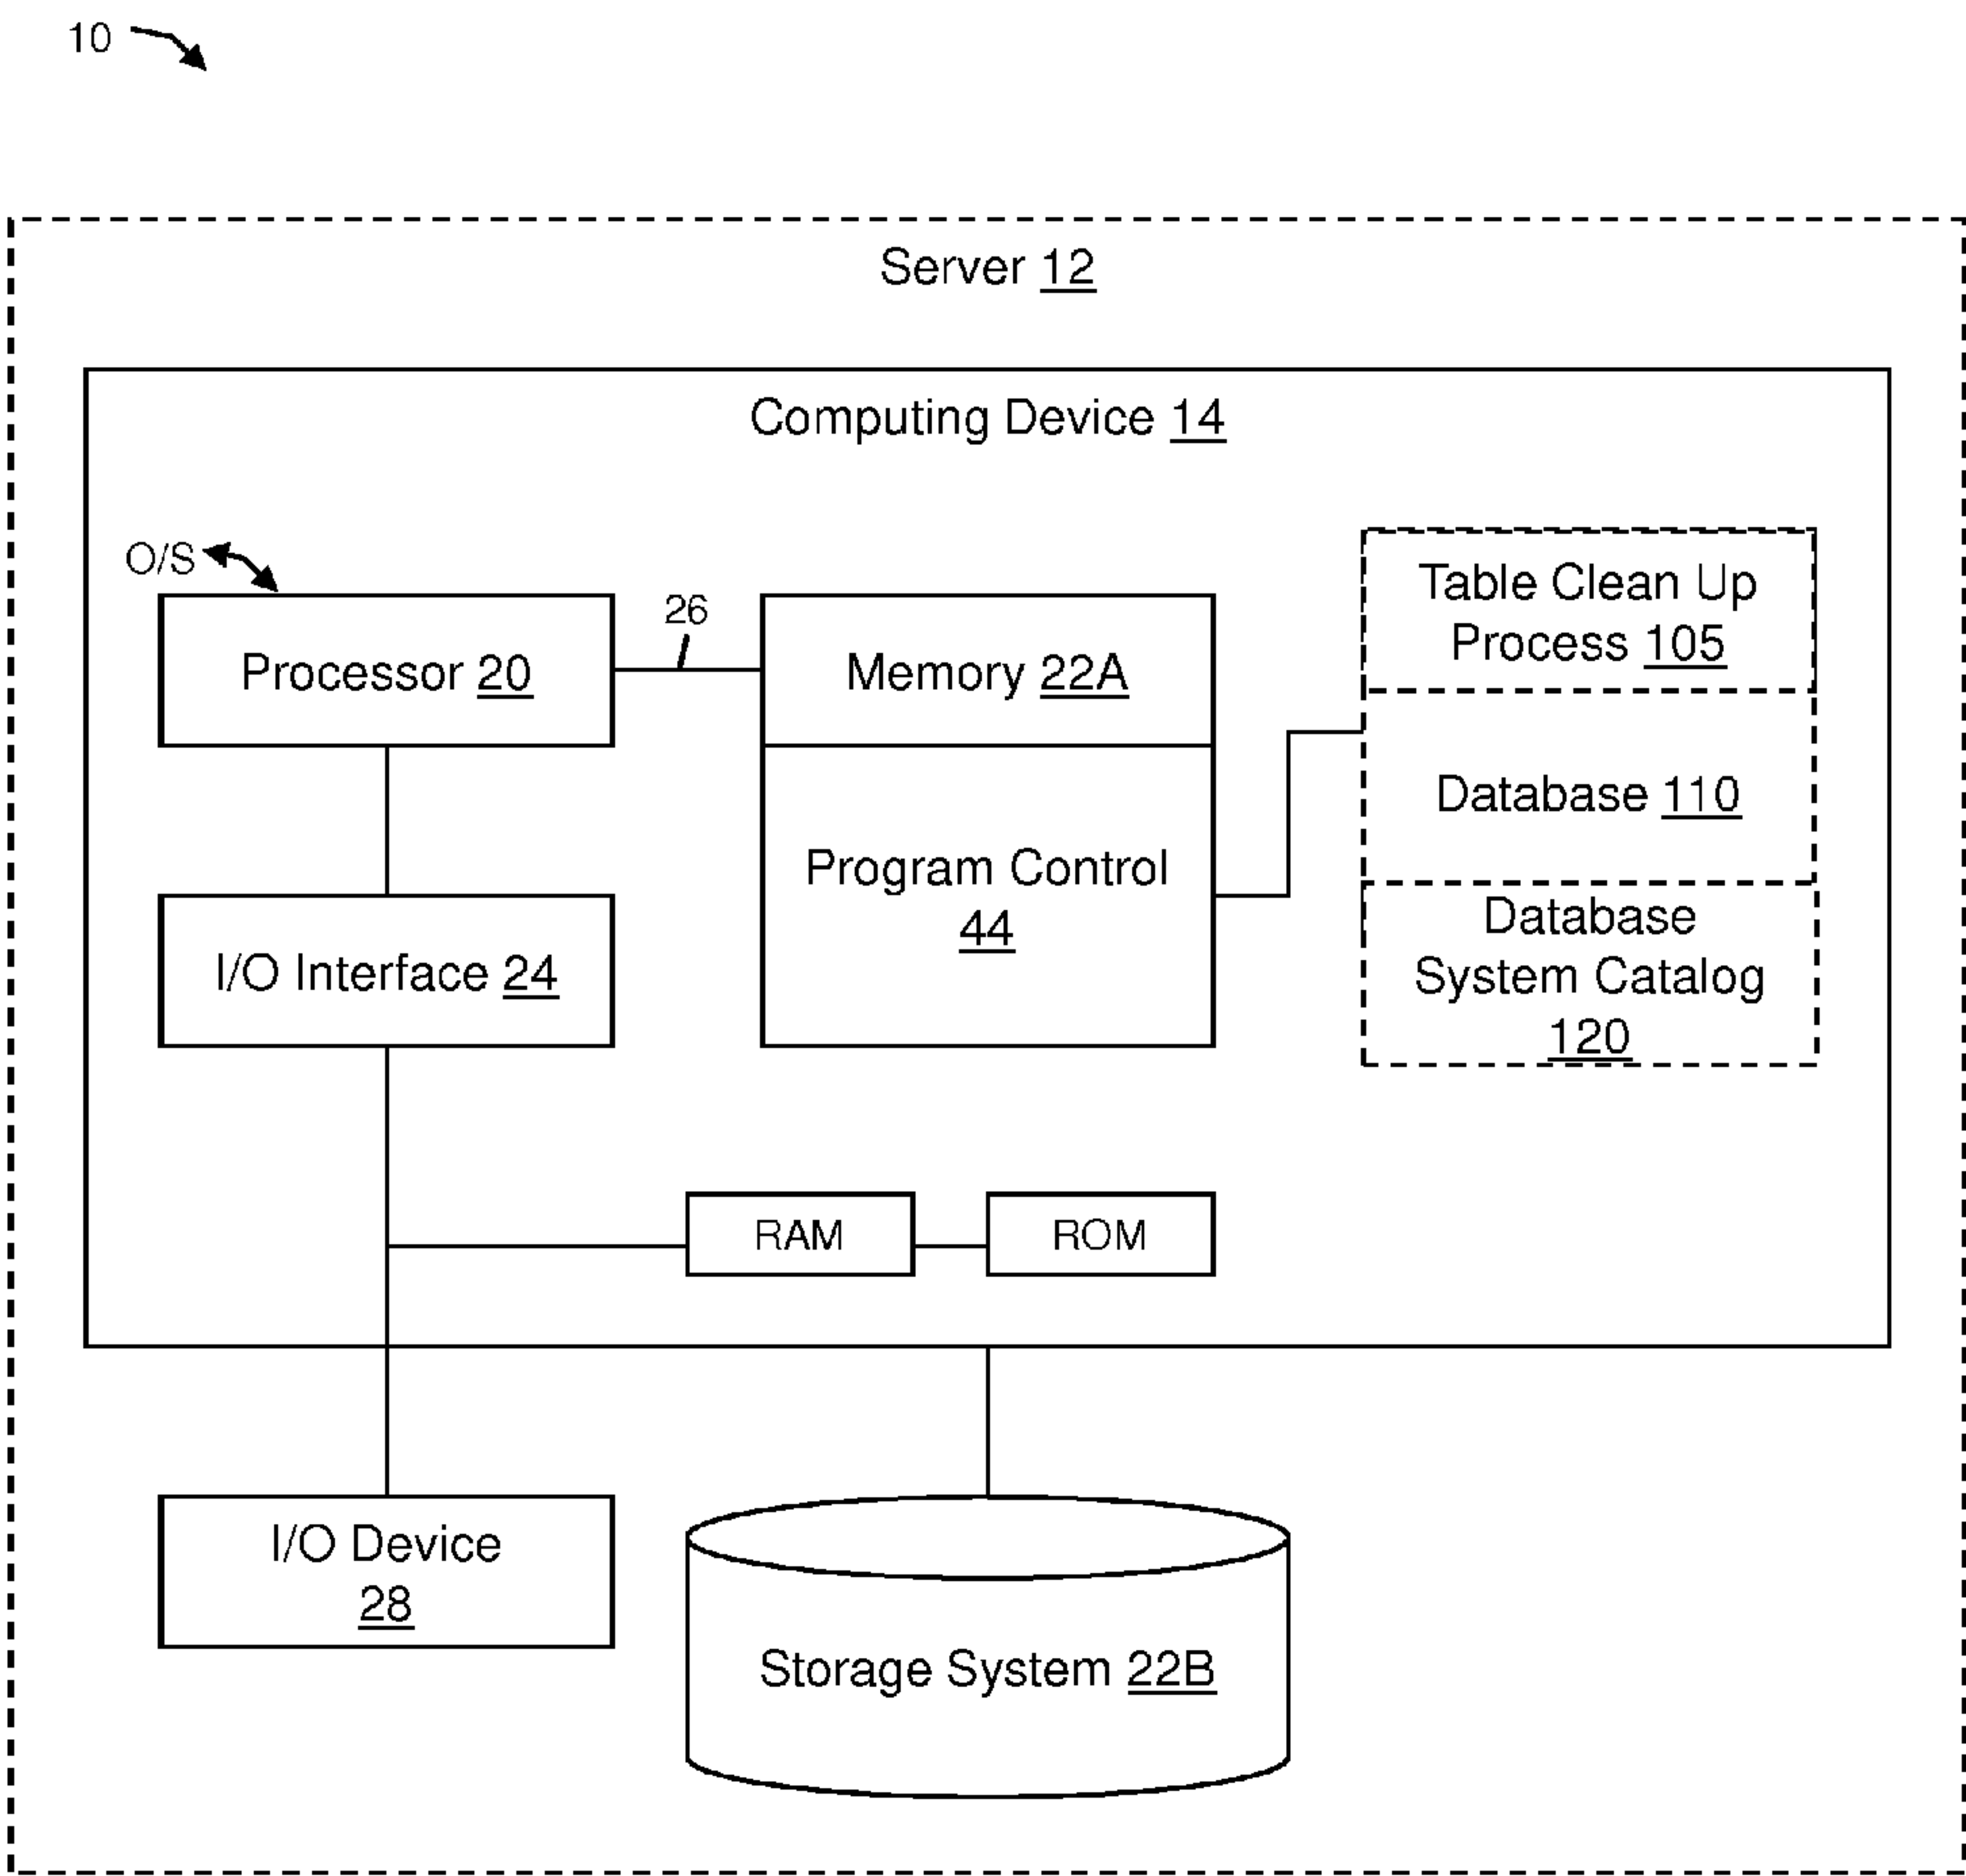 10
Server 12
Computing Device 14
O/S
26
Processor 20
Memory 22A
Table Clean Up
Process 105
Database 110
Program Control
44
I/O Interface 24
Database
System Catalog
120
RAM
ROM
I/O Device
28
Storage System 22B